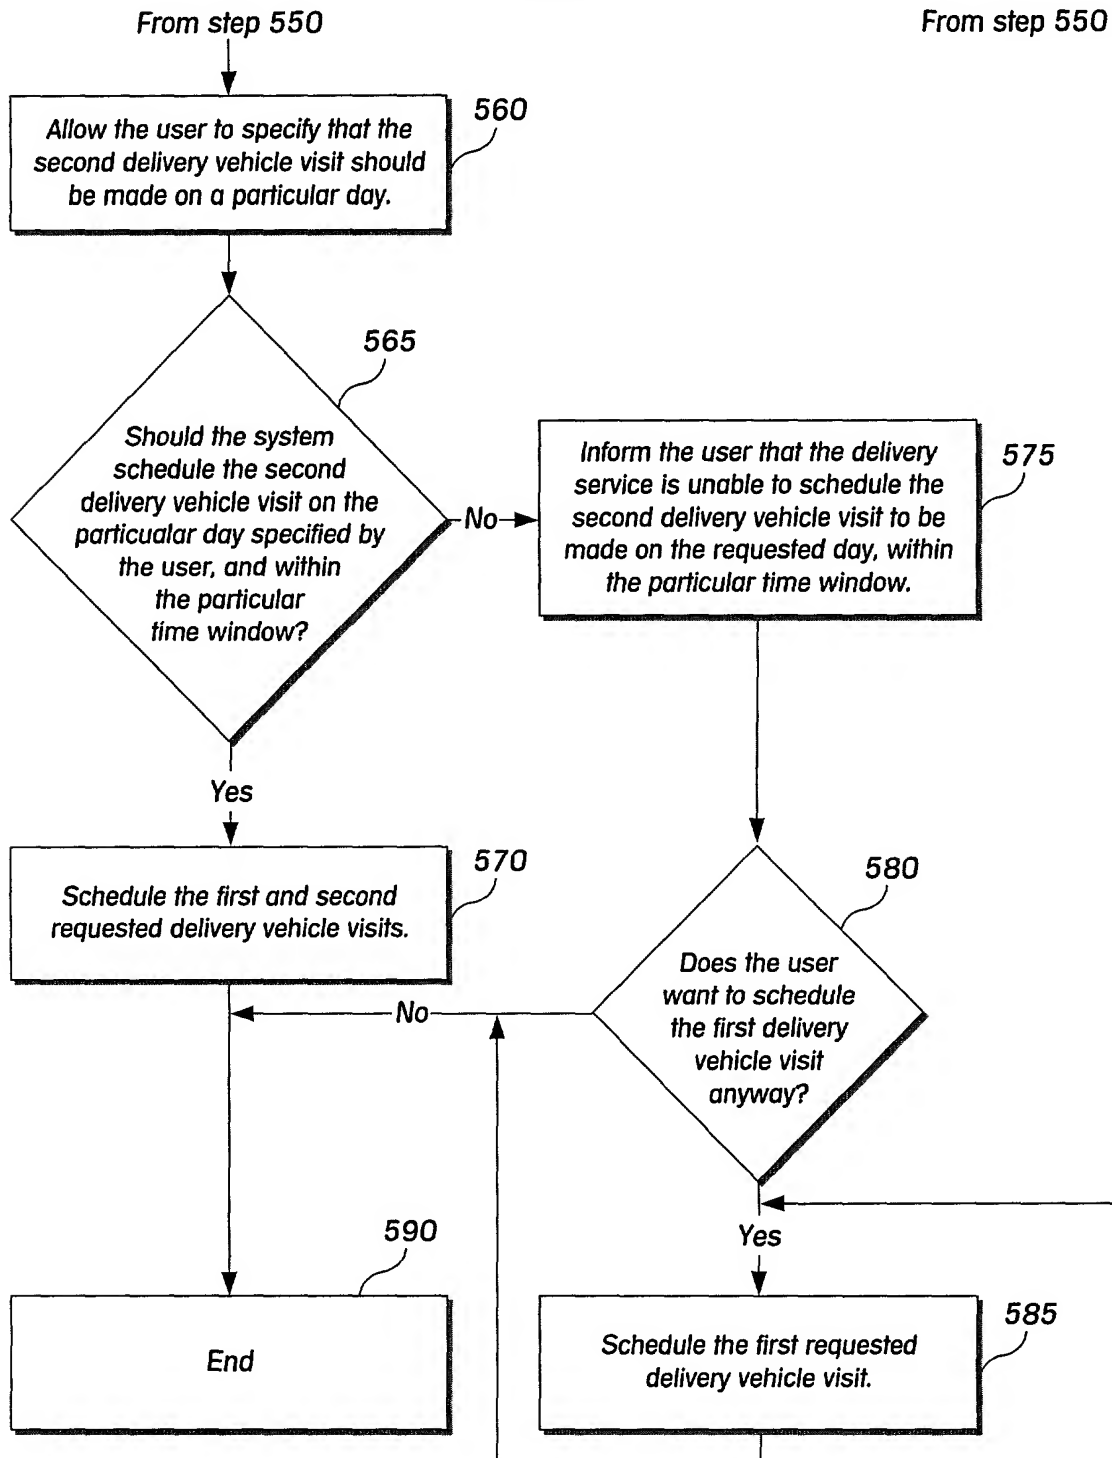 From step 550
From step 550
Allow the user to specify that the
second delivery vehicle visit should
be made on a particular day.
560
565
Should the system
schedule the second
delivery vehicle visit on the
particualar day specified by
the user, and within
the particular
time window?
No
Inform the user that the delivery
service is unable to schedule the
second delivery vehicle visit to be
made on the requested day, within
the particular time window.
575
Yes
Schedule the first and second
requested delivery vehicle visits.
570
580
Does the user
want to schedule
the first delivery
vehicle visit
anyway?
No
Yes
590
End
Schedule the first requested
delivery vehicle visit.
585